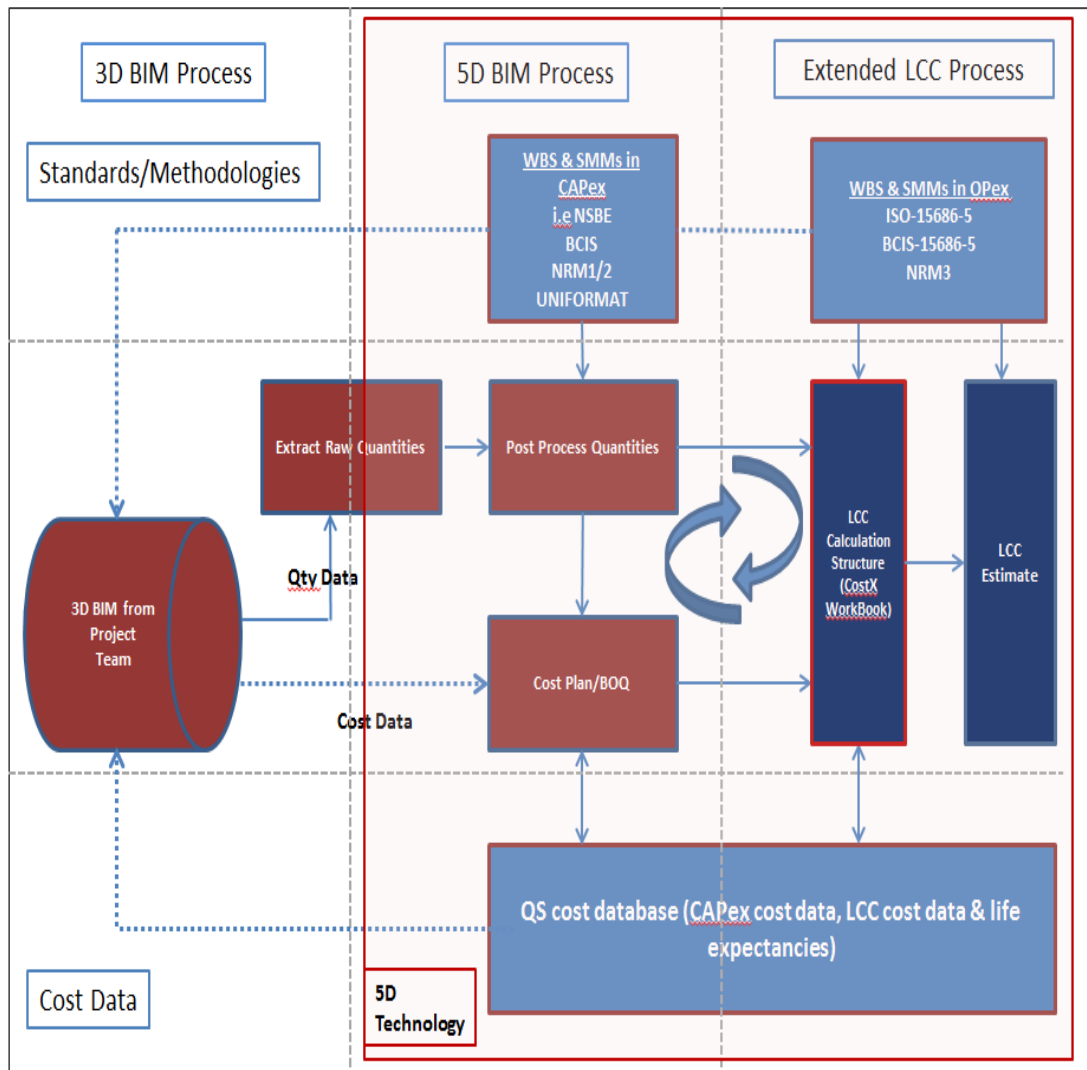 3D BIM Process
5D BIM Process
Extended LCC Process
Standards/Methodologies
WBS & SMMs in
CAPex
i.e NSBE
BCIS
NRM1/2
UNIFORMAT
WBS & SMMs in OPex
ISO-15686-5
BCIS-15686-5
NRM3
Extract Raw Quantities
Post Process Quantities
LCC
Calculation
Structure
(CostX
WorkBook)
LCC
Estimate
Qty Data
3D BIM from
Project
Team
Cost Plan/BOQ
Cost Data
QS cost database (CAPex cost data, LCC cost data & life
expectancies)
Cost Data
5D
Technology